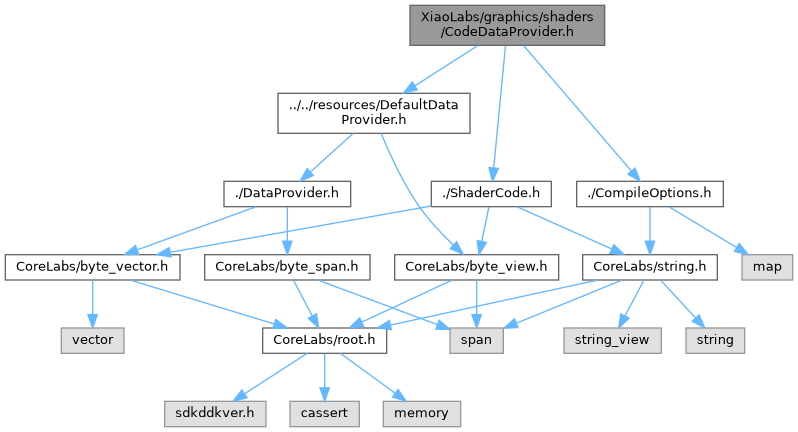 XiaoLabs/graphics/shaders
/CodeDataProvider.h
../../resources/DefaultData
Provider.h
./DataProvider.h
./ShaderCode.h
./CompileOptions.h
CoreLabs/byte_vector.h
CoreLabs/byte_span.h
CoreLabs/byte_view.h
CoreLabs/string.h
map
vector
CoreLabs/root.h
span
string_view
string
sdkddkver.h
cassert
memory